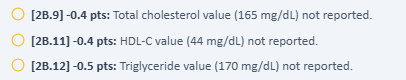 [2B.9] -0.4 pts: Total cholesterol value (165 mg/dL) not reported.
[2B.11] -0.4 pts: HDL-C value (44 mg/dL) not reported.
[2B.12] -0.5 pts: Triglyceride value (170 mg/dL) not reported.